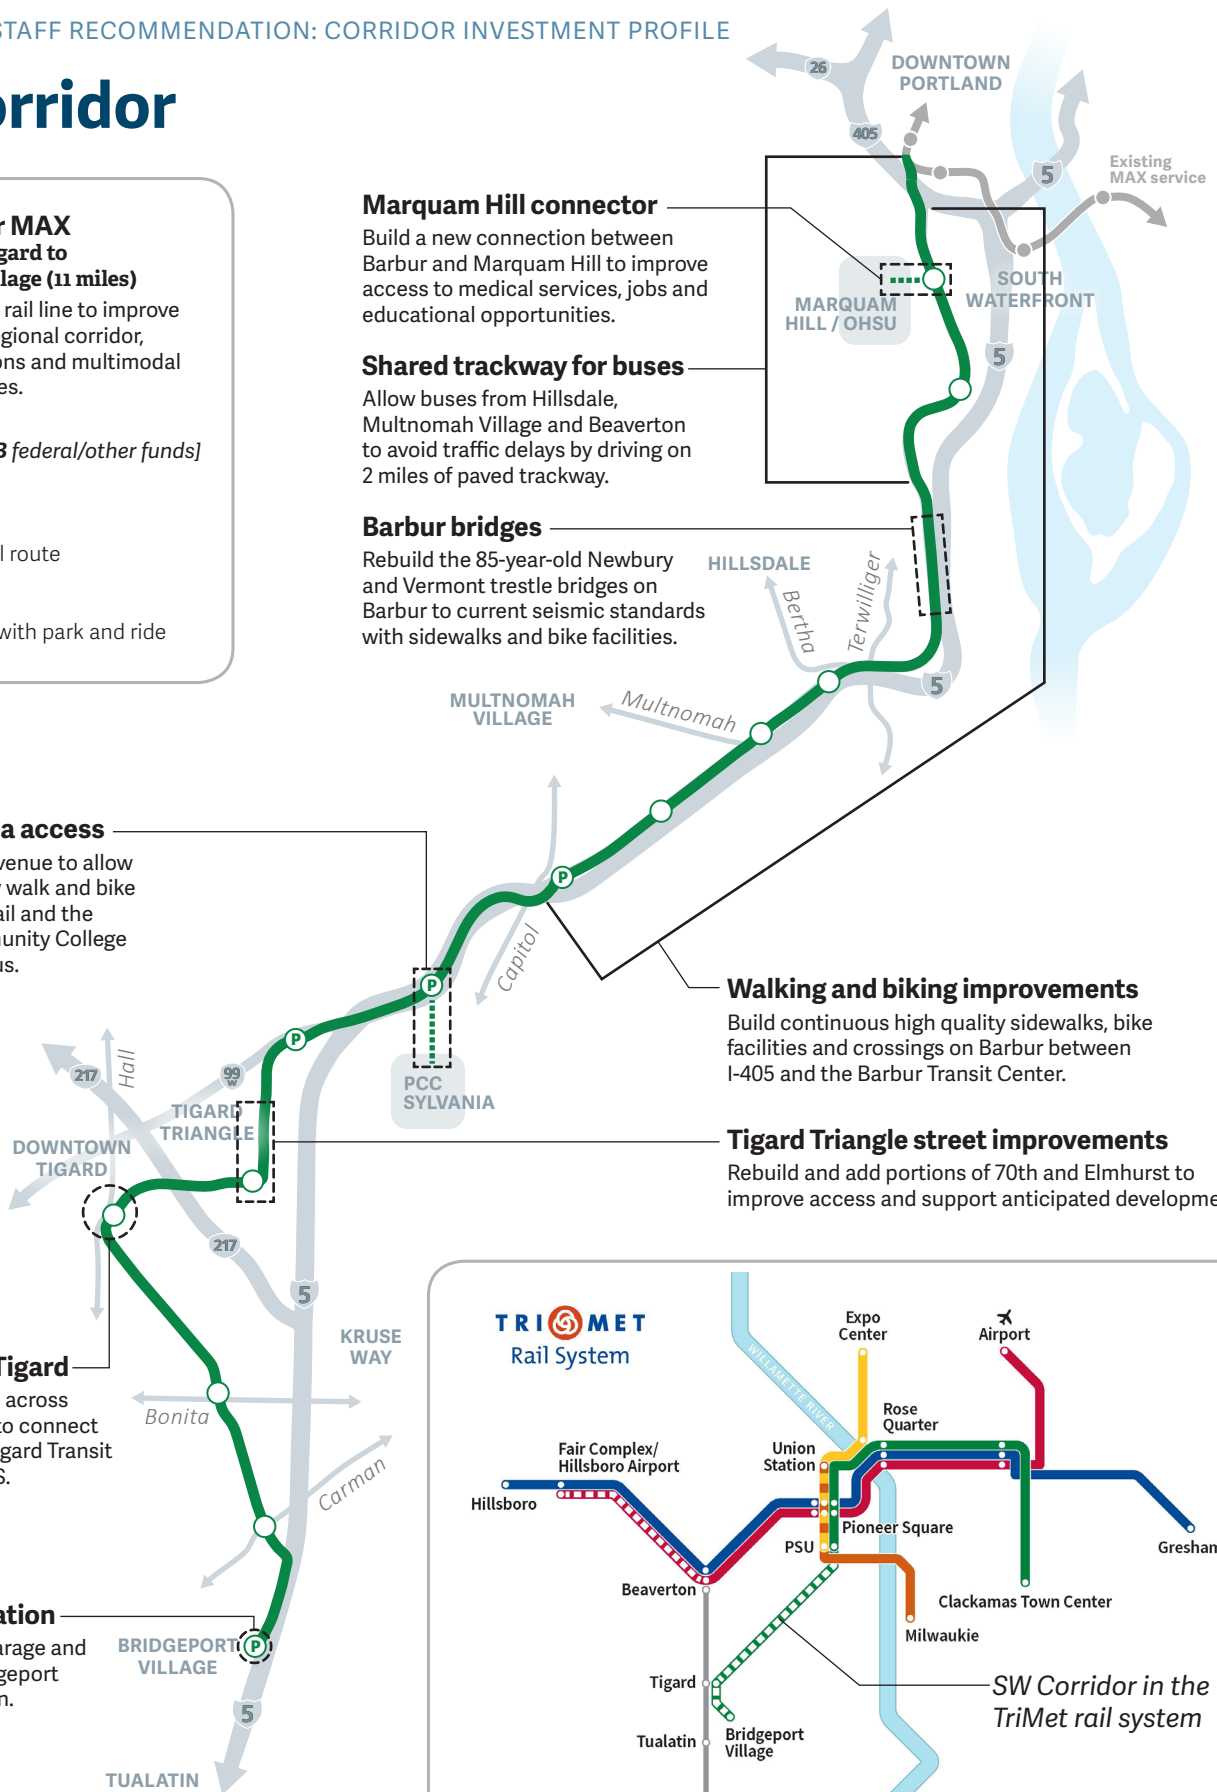 STAFF RECOMMENDATION: CORRIDOR INVESTMENT PROFILE
orridor
r MAX
gard to
lage (11 miles)
rail line to improve
egional corridor,
ons and multimodal
es.
B federal/other funds]
l route
with park and ride
Marquam Hill connector
Build a new connection between
Barbur and Marquam Hill to improve
access to medical services, jobs and
educational opportunities.
Shared trackway for buses
Allow buses from Hillsdale,
Multnomah Village and Beaverton
to avoid traffic delays by driving on
2 miles of paved trackway.
Barbur bridges
Rebuild the 85-year-old Newbury
and Vermont trestle bridges on
Barbur to current seismic standards
with sidewalks and bike facilities.
26
DOWNTOWN
PORTLAND
405
5
Existing
MAX service
SOUTH
WATERFRONT
MARQUAM
HILL / OHSU
5
HILLSDALE
Bertha
Terwilliger
5
MULTNOMAH
VILLAGE
Multnomah
P
Capitol
a access
venue to allow
walk and bike
ail and the
unity College
us.
P
P
PCC
SYLVANIA
217
Hall
99
W
TIGARD
TRIANGLE
DOWNTOWN
TIGARD
217
5
Walking and biking improvements
Build continuous high quality sidewalks, bike
facilities and crossings on Barbur between
I-405 and the Barbur Transit Center.
Tigard Triangle street improvements
Rebuild and add portions of 70th and Elmhurst to
improve access and support anticipated developme
KRUSE
WAY
Tigard
across
to connect
igard Transit
S.
Bonita
Carman
ation
arage and
geport
n.
BRIDGEPORT
VILLAGE
P
5
TUALATIN
TRI MET
Rail System
WILLAMETTE RIVER
Expo
Center
Airport
Rose
Quarter
Union
Station
Fair Complex/
Hillsboro Airport
Hillsboro
Pioneer Square
PSU
Gresham
Beaverton
Clackamas Town Center
Milwaukie
Tigard
SW Corridor in the
TriMet rail system
Bridgeport
Village
Tualatin